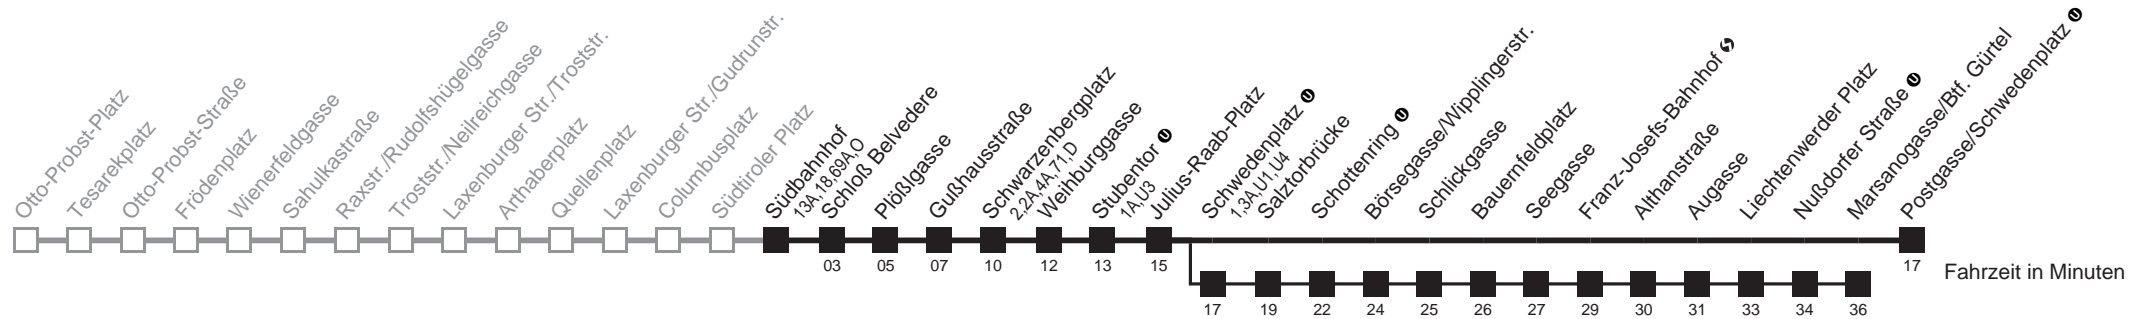 Otto-Probst-Platz
Tesarekplatz
Otto-Probst-Straße
Frödenplatz
Wienerfeldgasse
Sahulkastraße
Raxstr./Rudolfshügelgasse
Troststr./Neilreichgasse
Laxenburger Str./Troststr.
Arthaberplatz
Quellenplatz
Laxenburger Str./Gudrunstr.
Columbusplatz
Südtiroler Platz
Südbahnhof
13A,18,69A,O
Schloß Belvedere
Plößlgasse
Gußhausstraße
Schwarzenbergplatz
2,2A,4A,71,D
Weihburggasse
Stubentor U
1A,U3
Julius-Raab-Platz
Schwedenplatz U
1,3A,U1,U4
Salztorbrücke
Schottenring U
Börsegasse/Wipplingerstr.
Schlickgasse
Bauernfeldplatz
Seegasse
Franz-Josefs-Bahnhof
Althanstraße
Augasse
Liechtenwerder Platz
Nußdorfer Straße U
Marsanogasse/Btf. Gürtel
Postgasse/Schwedenplatz U
03 05 07 10 12 13 15 17
Fahrzeit in Minuten
17 19 22 24 25 26 27 29 30 31 33 34 36